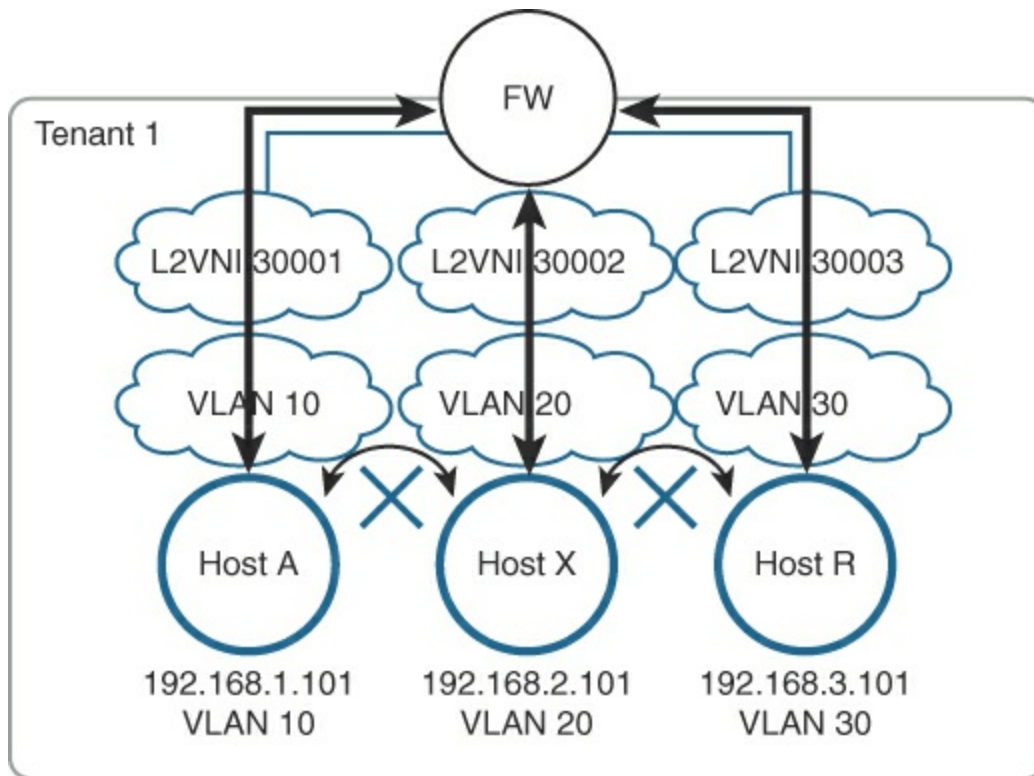 FW
Tenant 1
L2VNI 30001
L2VNI 30002
L2VNI 30003
VLAN 10
VLAN 20
VLAN 30
Host A
Host X
Host R
192.168.1.101
VLAN 10
192.168.2.101
VLAN 20
192.168.3.101
VLAN 30